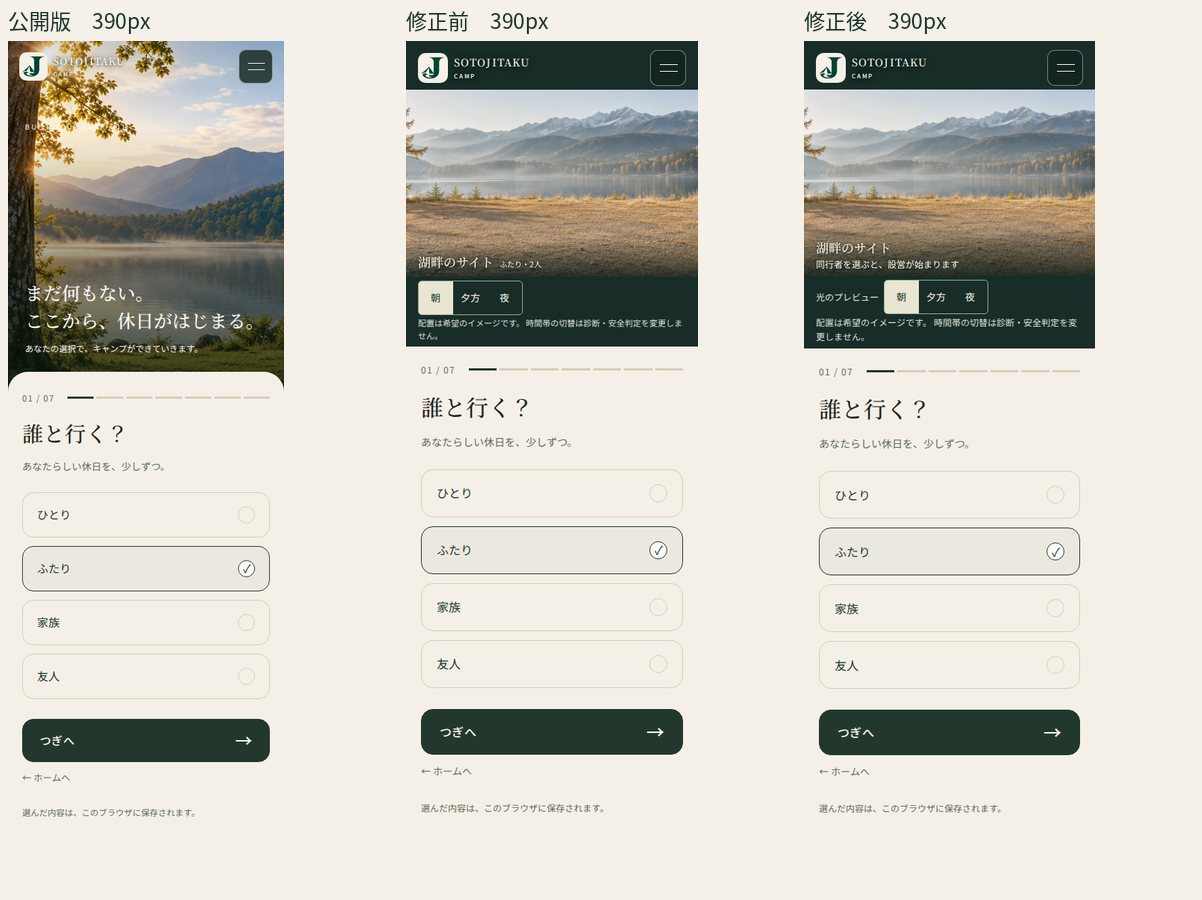 公開版　390px
SOTOJITAKU
まだ何もない。
ここから、休日がはじまる。
あなたの選択で、キャンプができていきます。
01 / 07
誰と行く？
あなたらしい休日を、少しずつ。
ひとり
ふたり
家族
友人
つぎへ →
← ホームへ
選んだ内容は、このブラウザに保存されます。
修正前　390px
SOTOJITAKU
CAMP
湖畔のサイト ふたり・2人
朝 夕方 夜
配置は希望のイメージです。 時間帯の切替は診断・安全判定を変更しま
せん。
01 / 07
誰と行く？
あなたらしい休日を、少しずつ。
ひとり
ふたり
家族
友人
つぎへ →
← ホームへ
選んだ内容は、このブラウザに保存されます。
修正後　390px
SOTOJITAKU
CAMP
湖畔のサイト
同行者を選ぶと、設営が始まります
光のプレビュー 朝 夕方 夜
配置は希望のイメージです。 時間帯の切替は診断・安全判定を変
更しません。
01 / 07
誰と行く？
あなたらしい休日を、少しずつ。
ひとり
ふたり
家族
友人
つぎへ →
← ホームへ
選んだ内容は、このブラウザに保存されます。